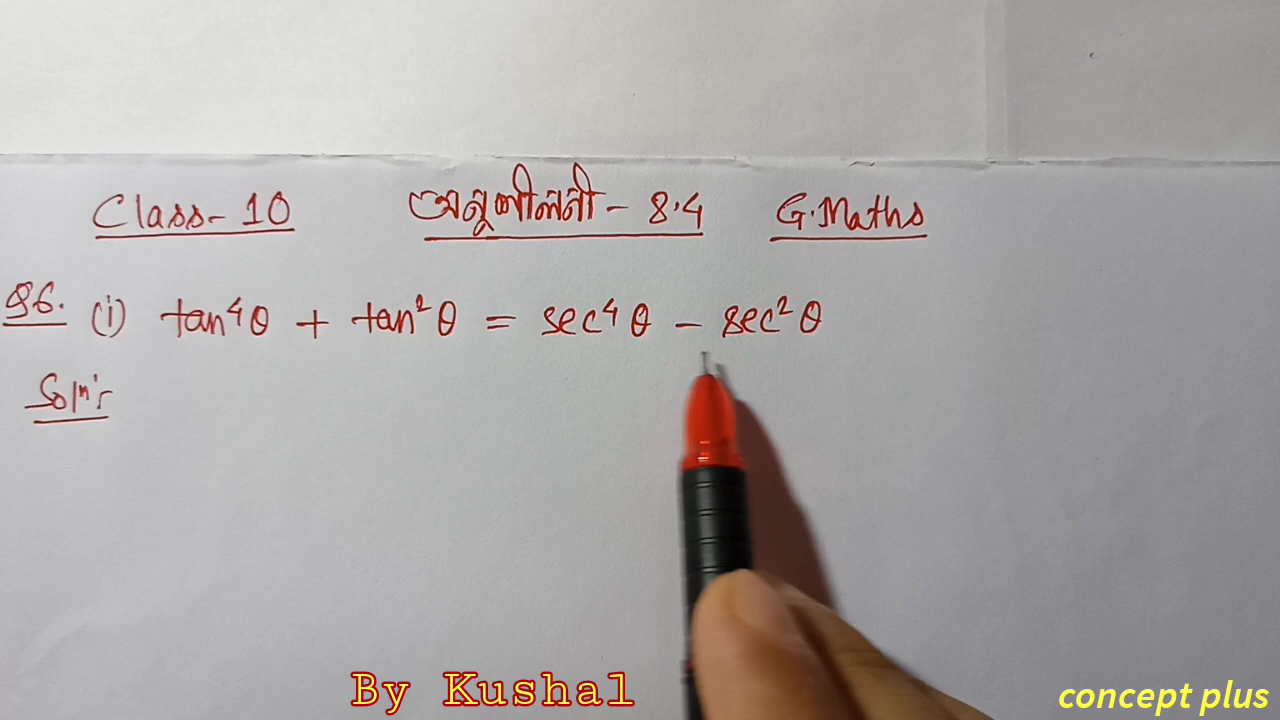 Class-10 অনুশীলনী-8.4 G.Maths
Q6. (i) tan⁴θ + tan²θ = sec⁴θ - sec²θ
Solⁿ:
By Kushal
concept plus